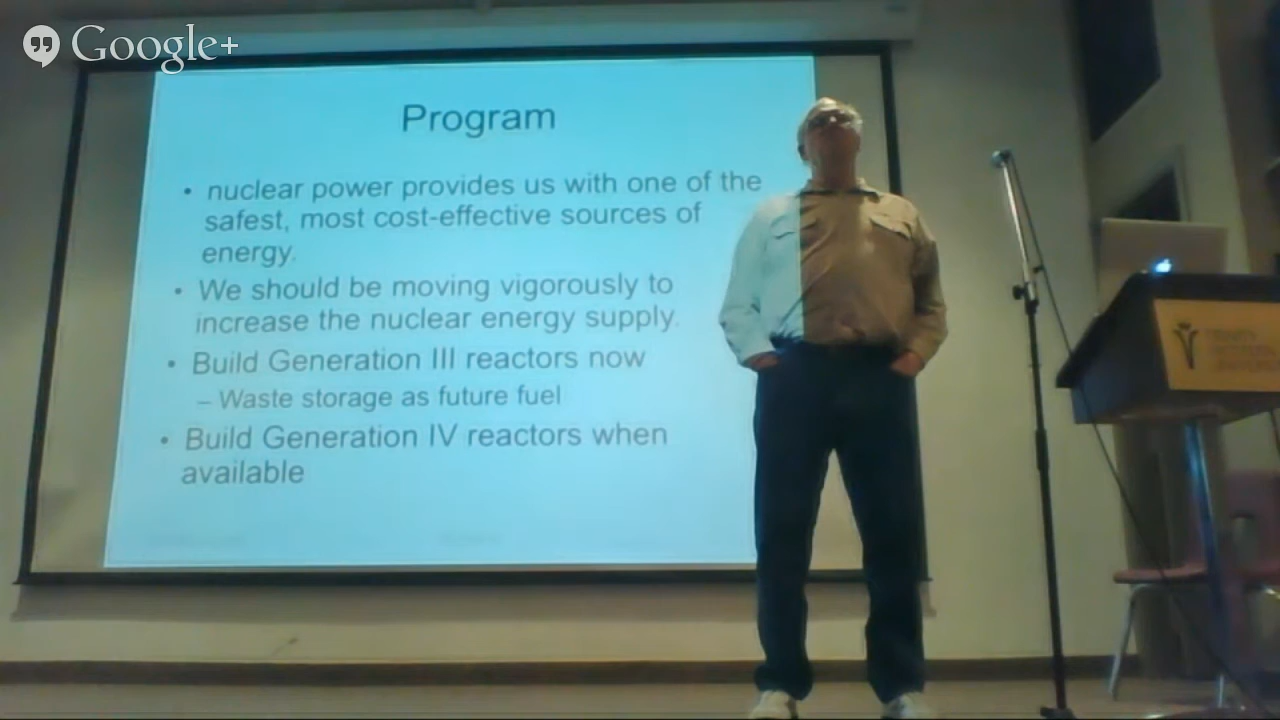 Google+
Program
• nuclear power provides us with one of the
safest, most cost-effective sources of
energy.
• We should be moving vigorously to
increase the nuclear energy supply.
• Build Generation III reactors now
– Waste storage as future fuel
• Build Generation IV reactors when
available